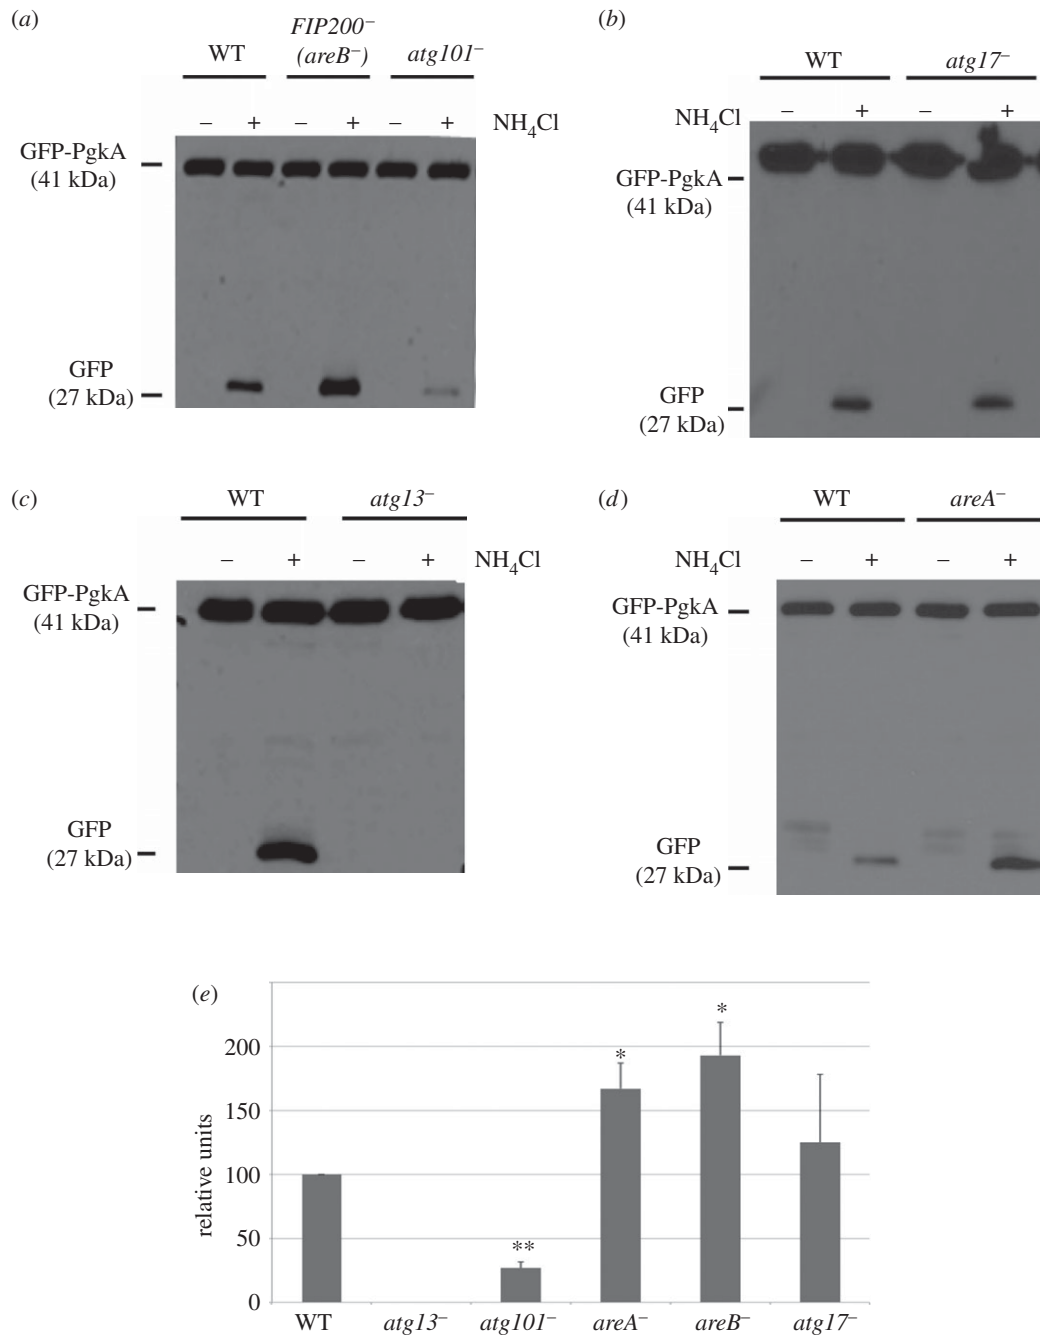 (a)
FIP200⁻
WT (areB⁻) atg101⁻
– + – + – + NH₄Cl
GFP-PgkA
(41 kDa)
GFP
(27 kDa)
(b)
WT atg17⁻
NH₄Cl – + – +
GFP-PgkA
(41 kDa)
GFP
(27 kDa)
(c)
WT atg13⁻
– + – + NH₄Cl
GFP-PgkA
(41 kDa)
GFP
(27 kDa)
(d)
WT areA⁻
NH₄Cl – + – +
GFP-PgkA
(41 kDa)
GFP
(27 kDa)
(e)
relative units
200
150
100
50
0
** * *
WT atg13⁻ atg101⁻ areA⁻ areB⁻ atg17⁻